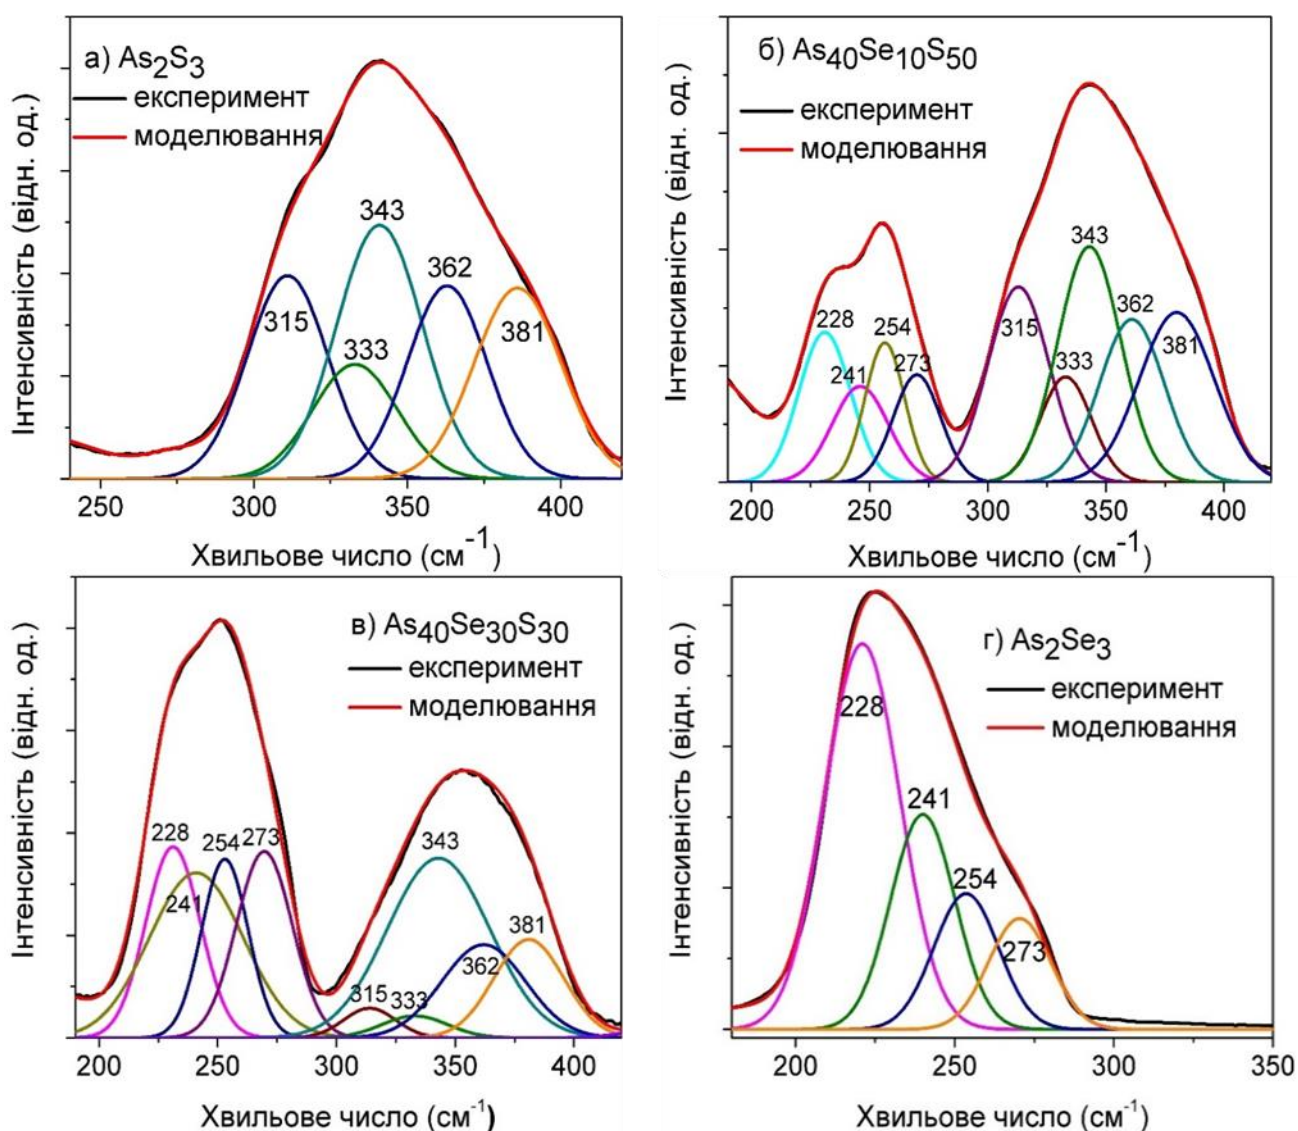 а) As2S3
експеримент
моделювання
343
315
362
333
381
Інтенсивність (відн. од.)
250 300 350 400
Хвильове число (см-1)
б) As40Se10S50
експеримент
моделювання
343
228
254
315
362
241
273
333
381
Інтенсивність (відн. од.)
200 250 300 350 400
Хвильове число (см-1)
в) As40Se30S30
експеримент
моделювання
228
254
273
343
241
381
362
315
333
Інтенсивність (відн. од.)
200 250 300 350 400
Хвильове число (см-1)
г) As2Se3
експеримент
моделювання
228
241
254
273
Інтенсивність (відн. од.)
200 250 300 350
Хвильове число (см-1)